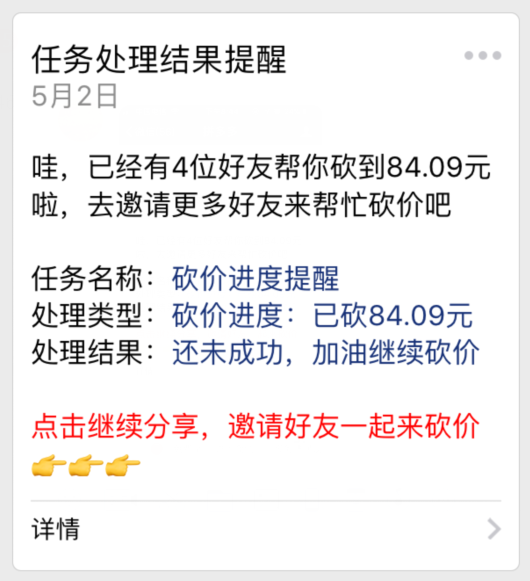 任务处理结果提醒
5月2日
哇，已经有4位好友帮你砍到84.09元
啦，去邀请更多好友来帮忙砍价吧
任务名称：砍价进度提醒
处理类型：砍价进度：已砍84.09元
处理结果：还未成功，加油继续砍价
点击继续分享，邀请好友一起来砍价
👉👉👉
详情